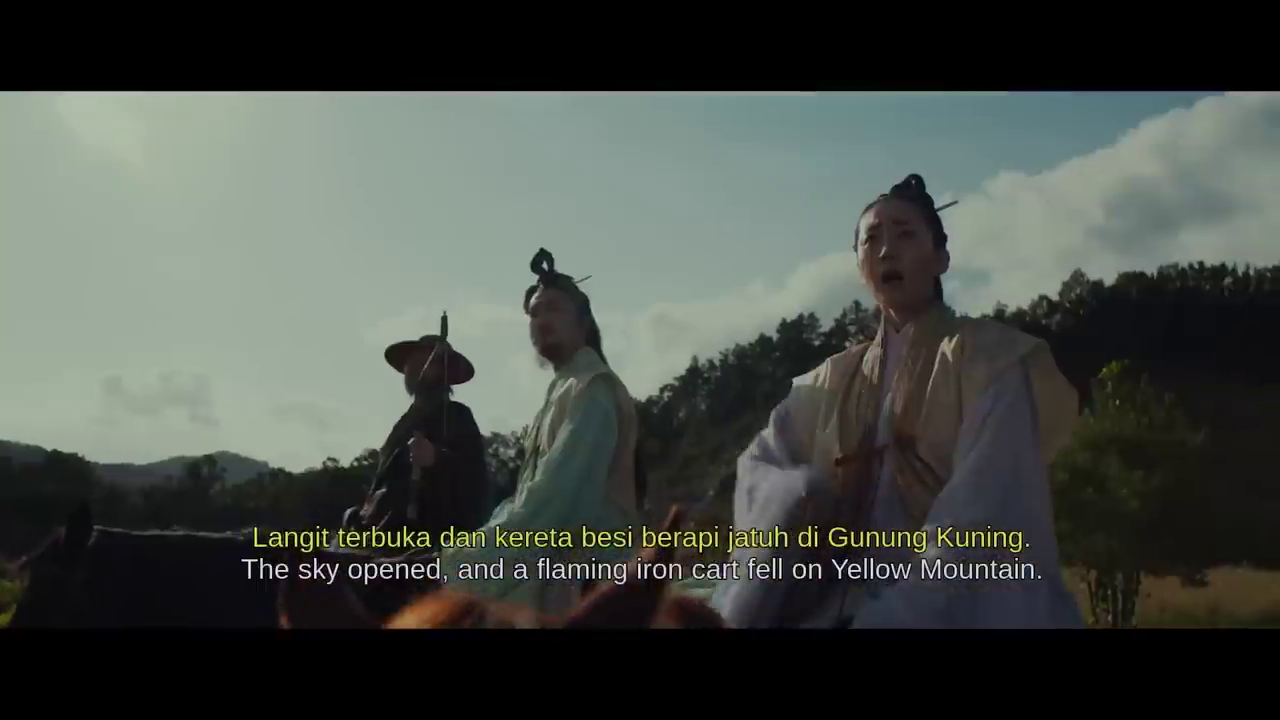 Langit terbuka dan kereta besi berapi jatuh di Gunung Kuning.
The sky opened, and a flaming iron cart fell on Yellow Mountain.